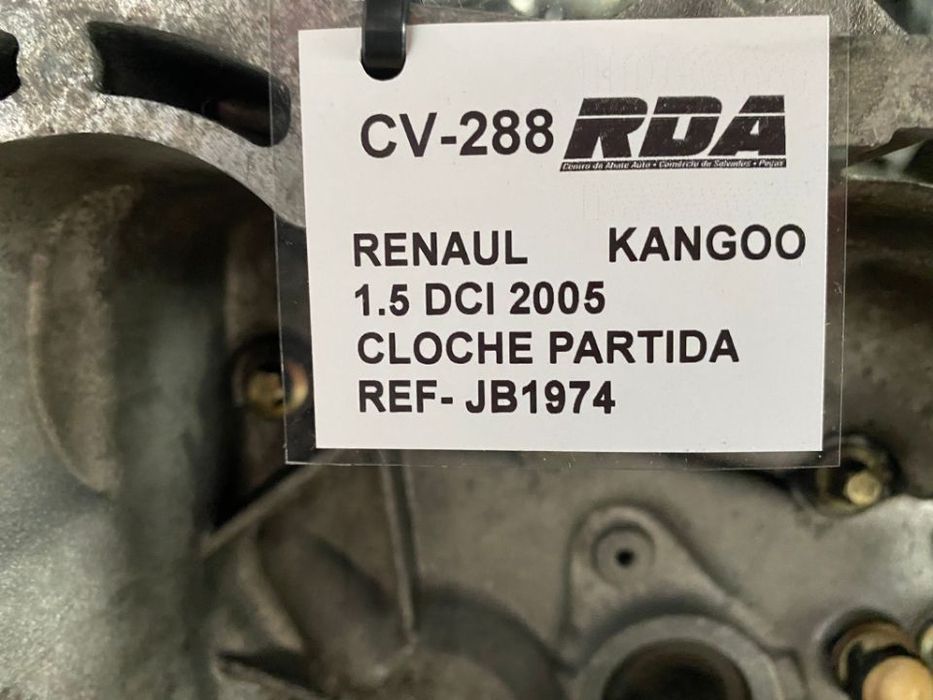 CV-288 RDA
Centro de Abate Auto • Comércio de Salvados • Peças
RENAUL KANGOO
1.5 DCI 2005
CLOCHE PARTIDA
REF- JB1974